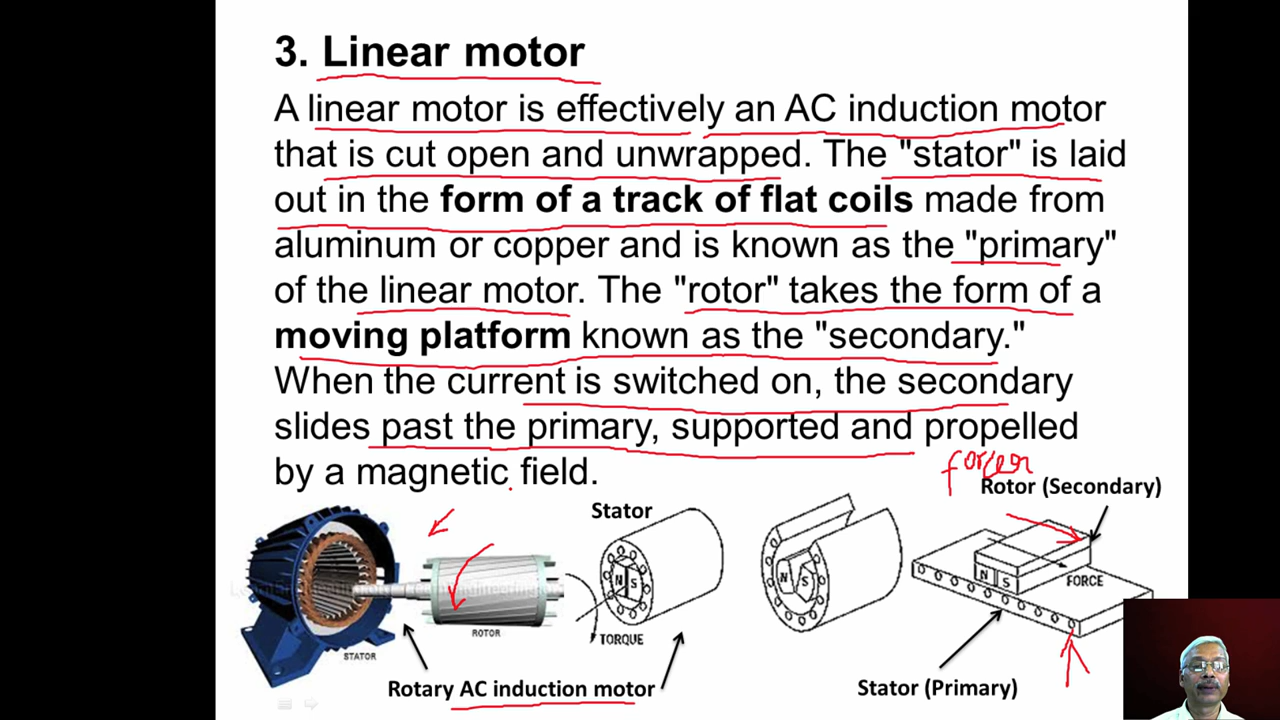 3. Linear motor
A linear motor is effectively an AC induction motor
that is cut open and unwrapped. The "stator" is laid
out in the form of a track of flat coils made from
aluminum or copper and is known as the "primary"
of the linear motor. The "rotor" takes the form of a
moving platform known as the "secondary."
When the current is switched on, the secondary
slides past the primary, supported and propelled
by a magnetic field.
forcer
Rotor (Secondary)
Stator
N S
N S
N S
FORCE
ROTOR
TORQUE
STATOR
Rotary AC induction motor
Stator (Primary)